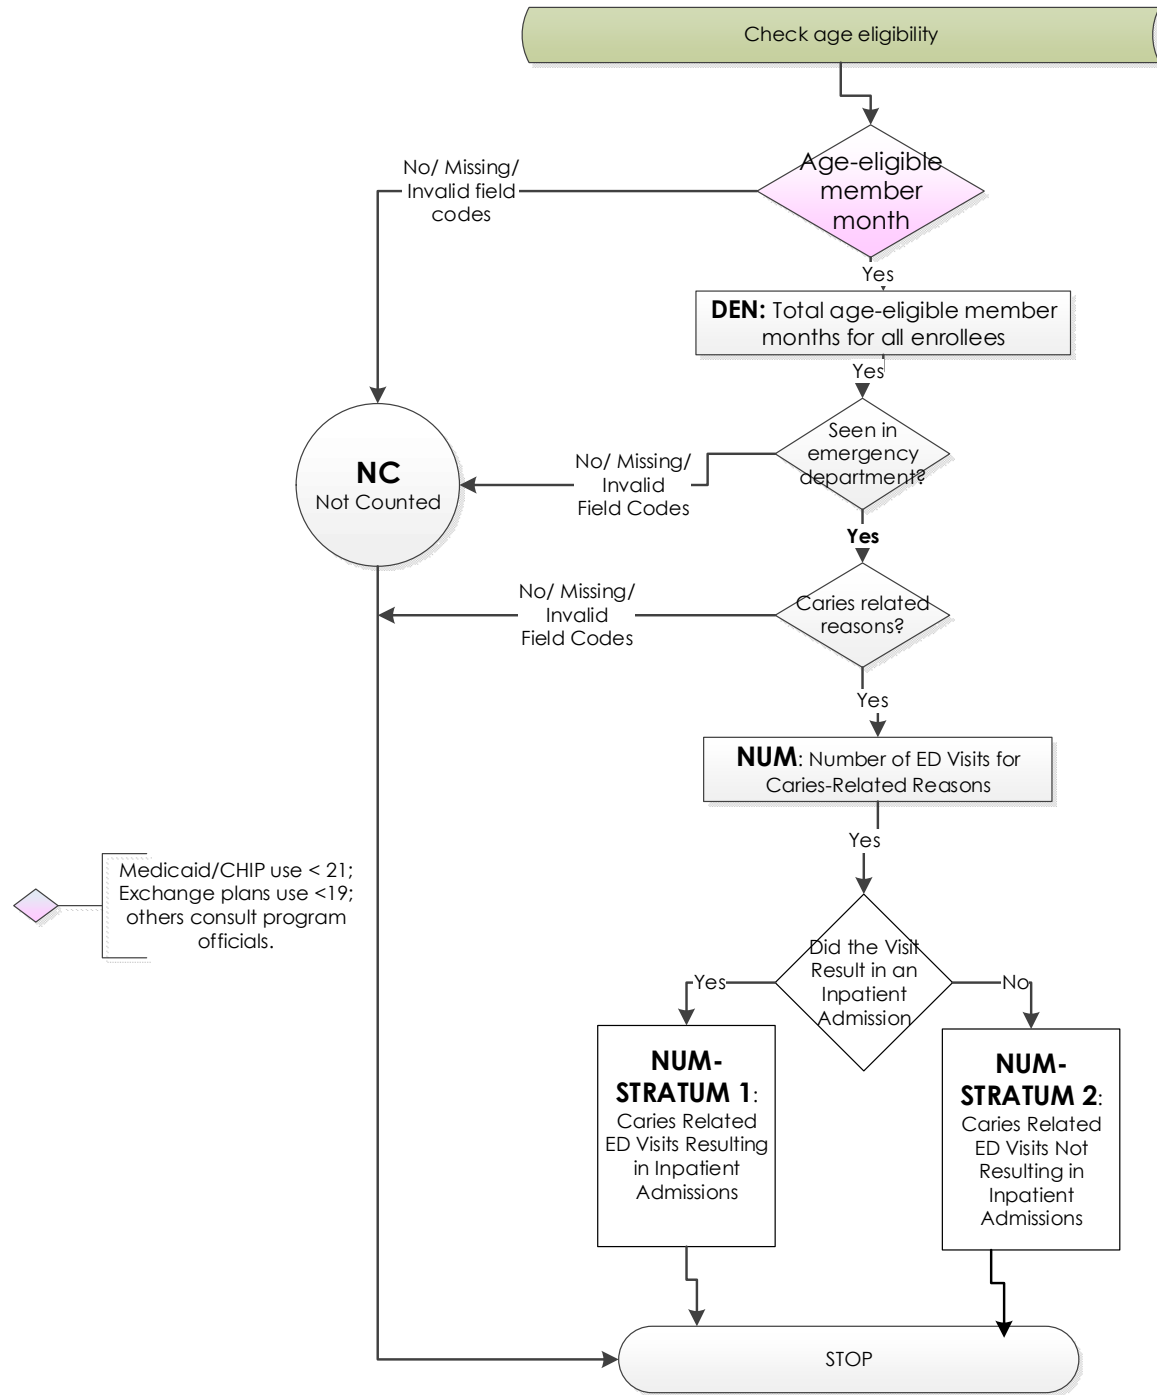 Check age eligibility
Age-eligible
member
month
No/ Missing/
Invalid field
codes
Yes
DEN: Total age-eligible member
months for all enrollees
Yes
Seen in
emergency
department?
No/ Missing/
Invalid
Field Codes
NC
Not Counted
Yes
Caries related
reasons?
No/ Missing/
Invalid
Field Codes
Yes
NUM: Number of ED Visits for
Caries-Related Reasons
Yes
Medicaid/CHIP use < 21;
Exchange plans use <19;
others consult program
officials.
Did the Visit
Result in an
Inpatient
Admission
Yes
No
NUM-
STRATUM 1:
Caries Related
ED Visits Resulting
in Inpatient
Admissions
NUM-
STRATUM 2:
Caries Related
ED Visits Not
Resulting in
Inpatient
Admissions
STOP